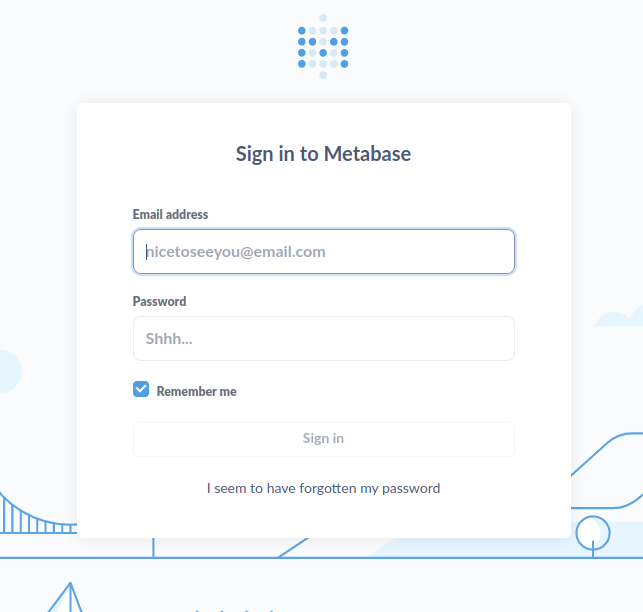 Sign in to Metabase
Email address
nicetoseeyou@email.com
Password
Shhh...
Remember me
Sign in
I seem to have forgotten my password